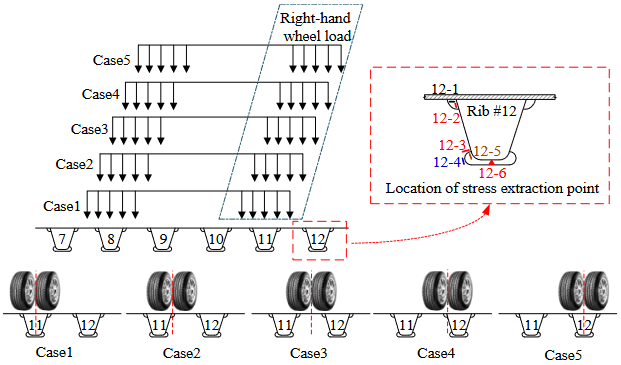 Right-hand
wheel load
Case5
Case4
Case3
Case2
Case1
7 8 9 10 11 12
12-1
Rib #12
12-2
12-3 12-5
12-4
12-6
Location of stress extraction point
11 12 11 12 11 12 11 12 11 12
Case1 Case2 Case3 Case4 Case5